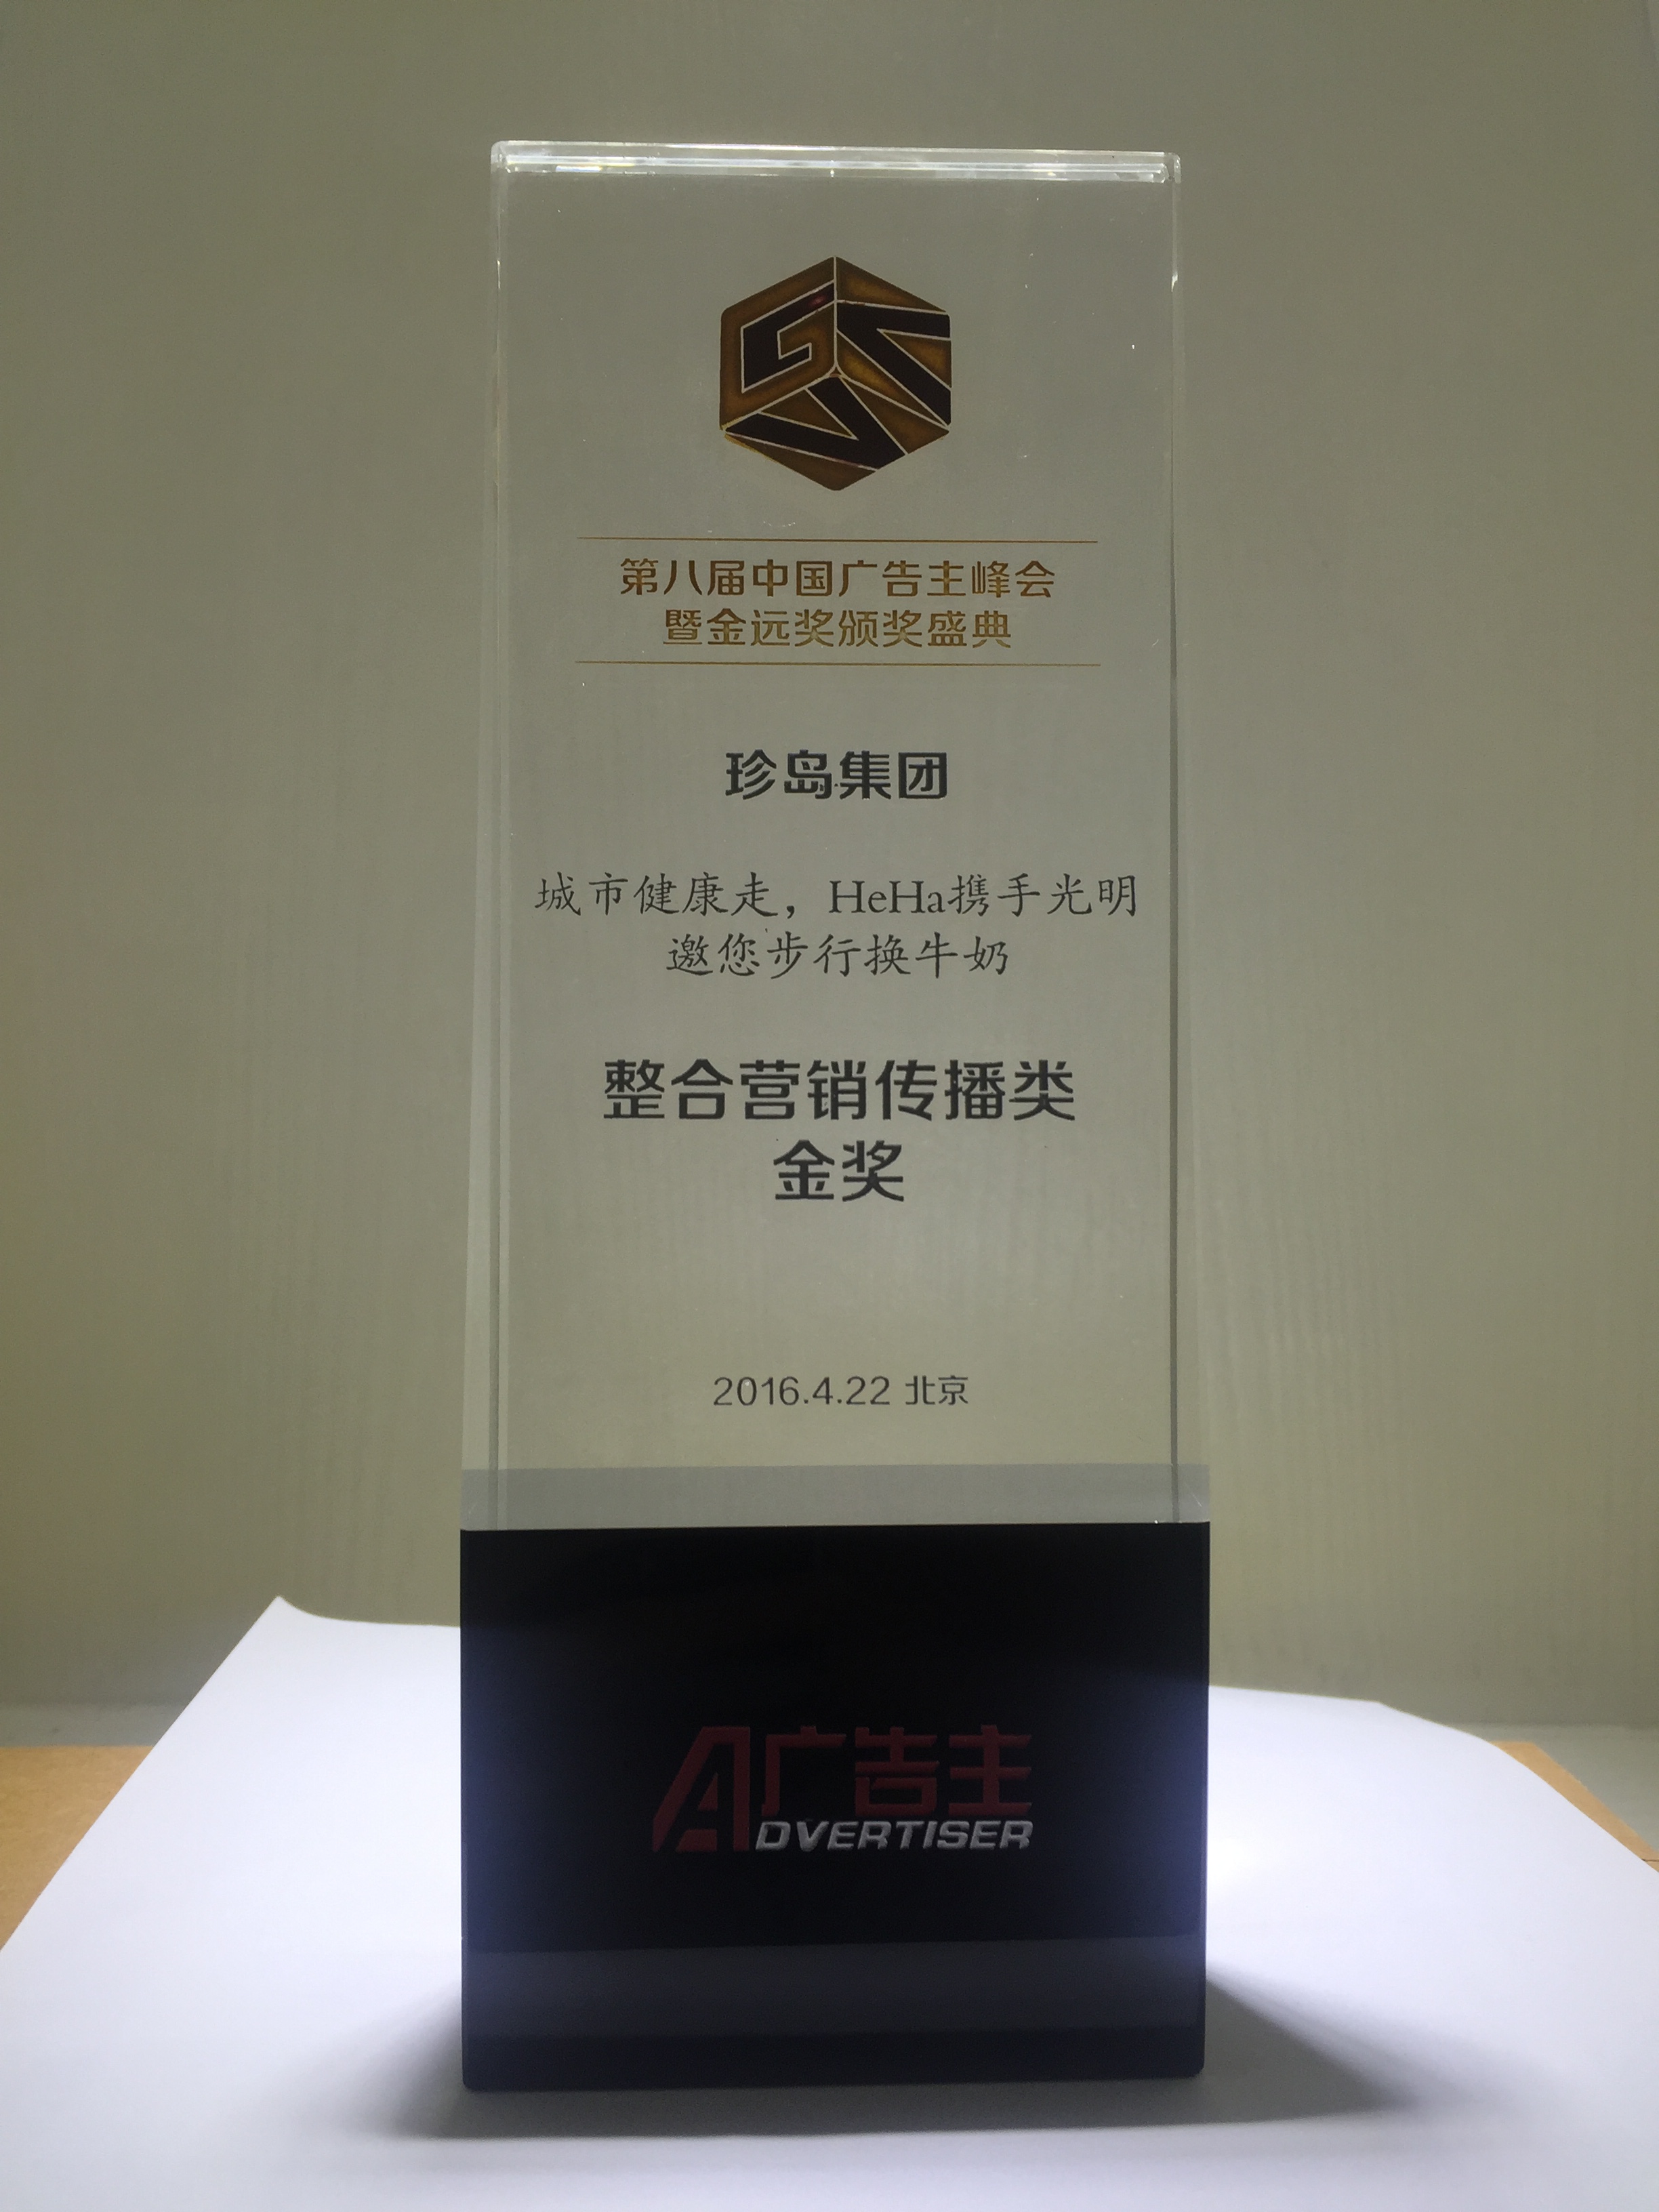 第八届中国广告主峰会
暨金远奖颁奖盛典
珍岛集团
城市健康走，HeHa携手光明
邀您步行换牛奶
整合营销传播类
金奖
2016.4.22 北京
广告主
ADVERTISER